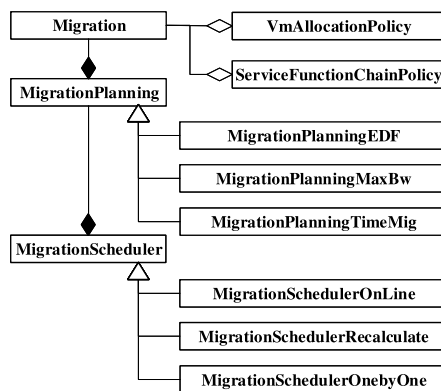 Migration
VmAllocationPolicy
ServiceFunctionChainPolicy
MigrationPlanning
MigrationPlanningEDF
MigrationPlanningMaxBw
MigrationPlanningTimeMig
MigrationScheduler
MigrationSchedulerOnLine
MigrationSchedulerRecalculate
MigrationSchedulerOnebyOne